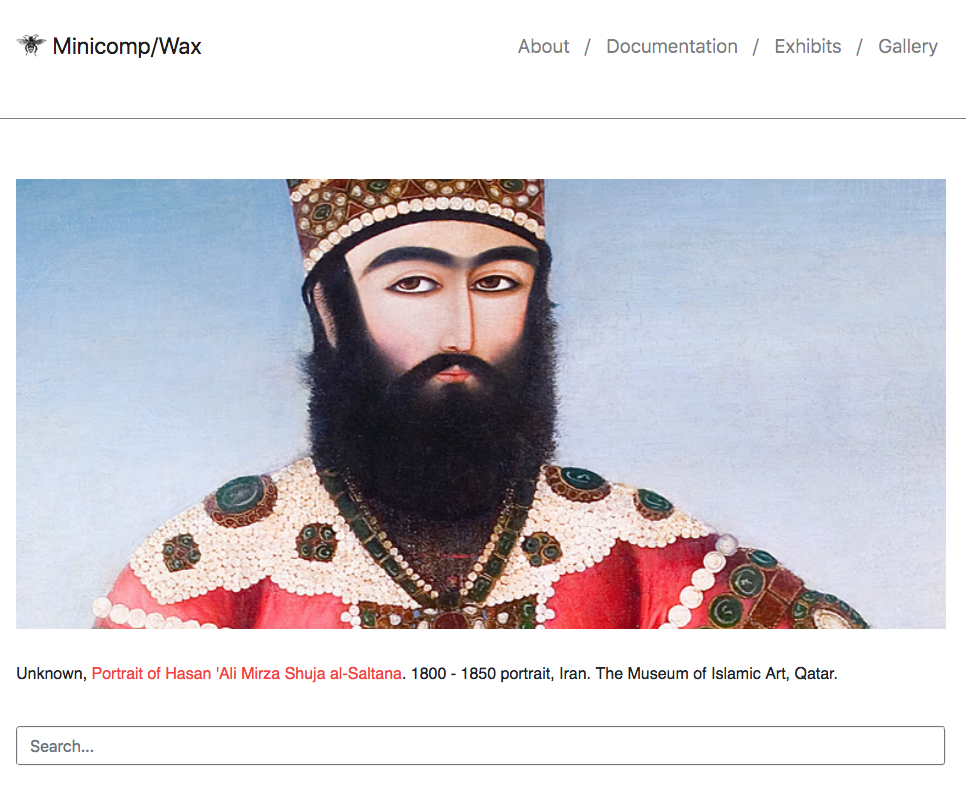 Minicomp/Wax
About / Documentation / Exhibits / Gallery
Unknown, Portrait of Hasan 'Ali Mirza Shuja al-Saltana. 1800 - 1850 portrait, Iran. The Museum of Islamic Art, Qatar.
Search...